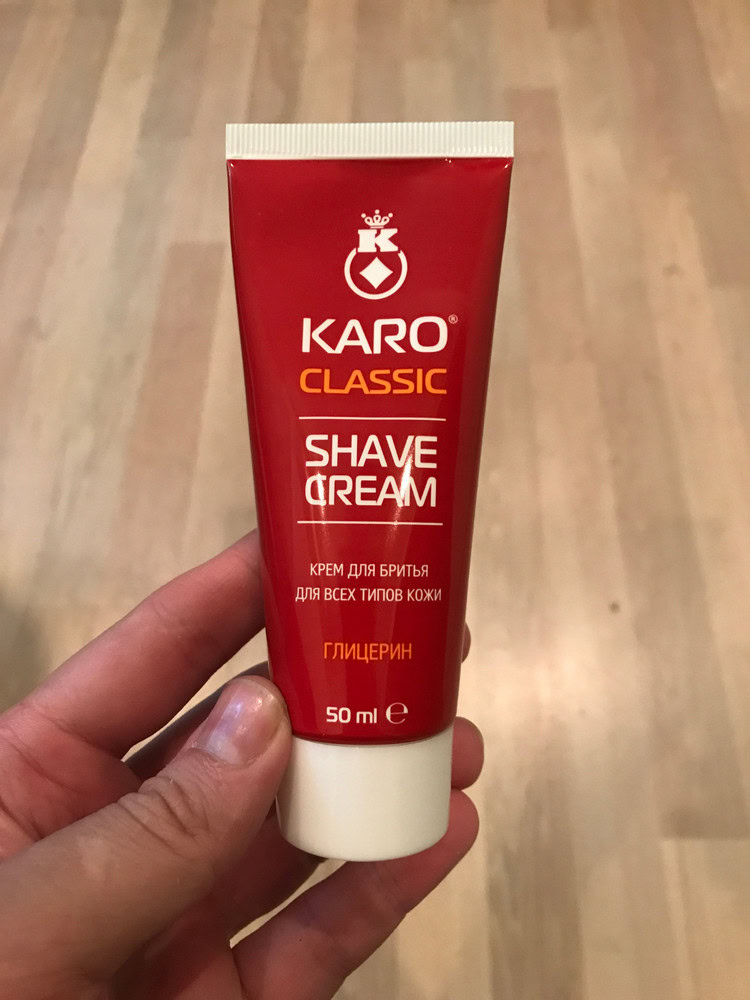 K
KARO®
CLASSIC
SHAVE
CREAM
КРЕМ ДЛЯ БРИТЬЯ
ДЛЯ ВСЕХ ТИПОВ КОЖИ
ГЛИЦЕРИН
50 ml ℮